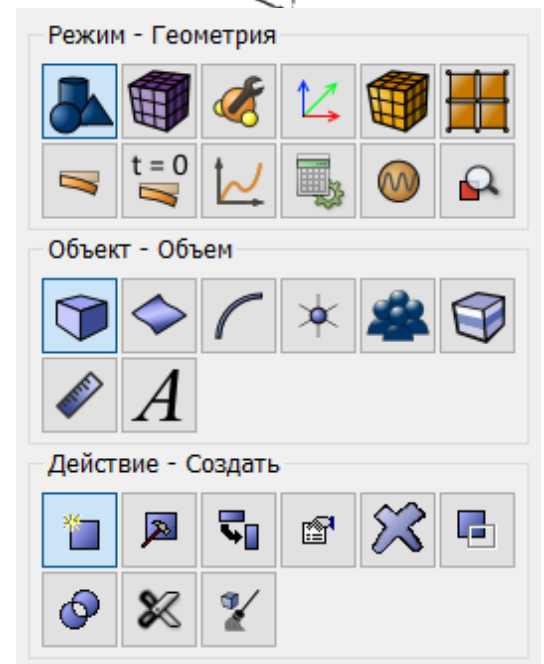 Режим - Геометрия
t = 0
Объект - Объем
A
Действие - Создать